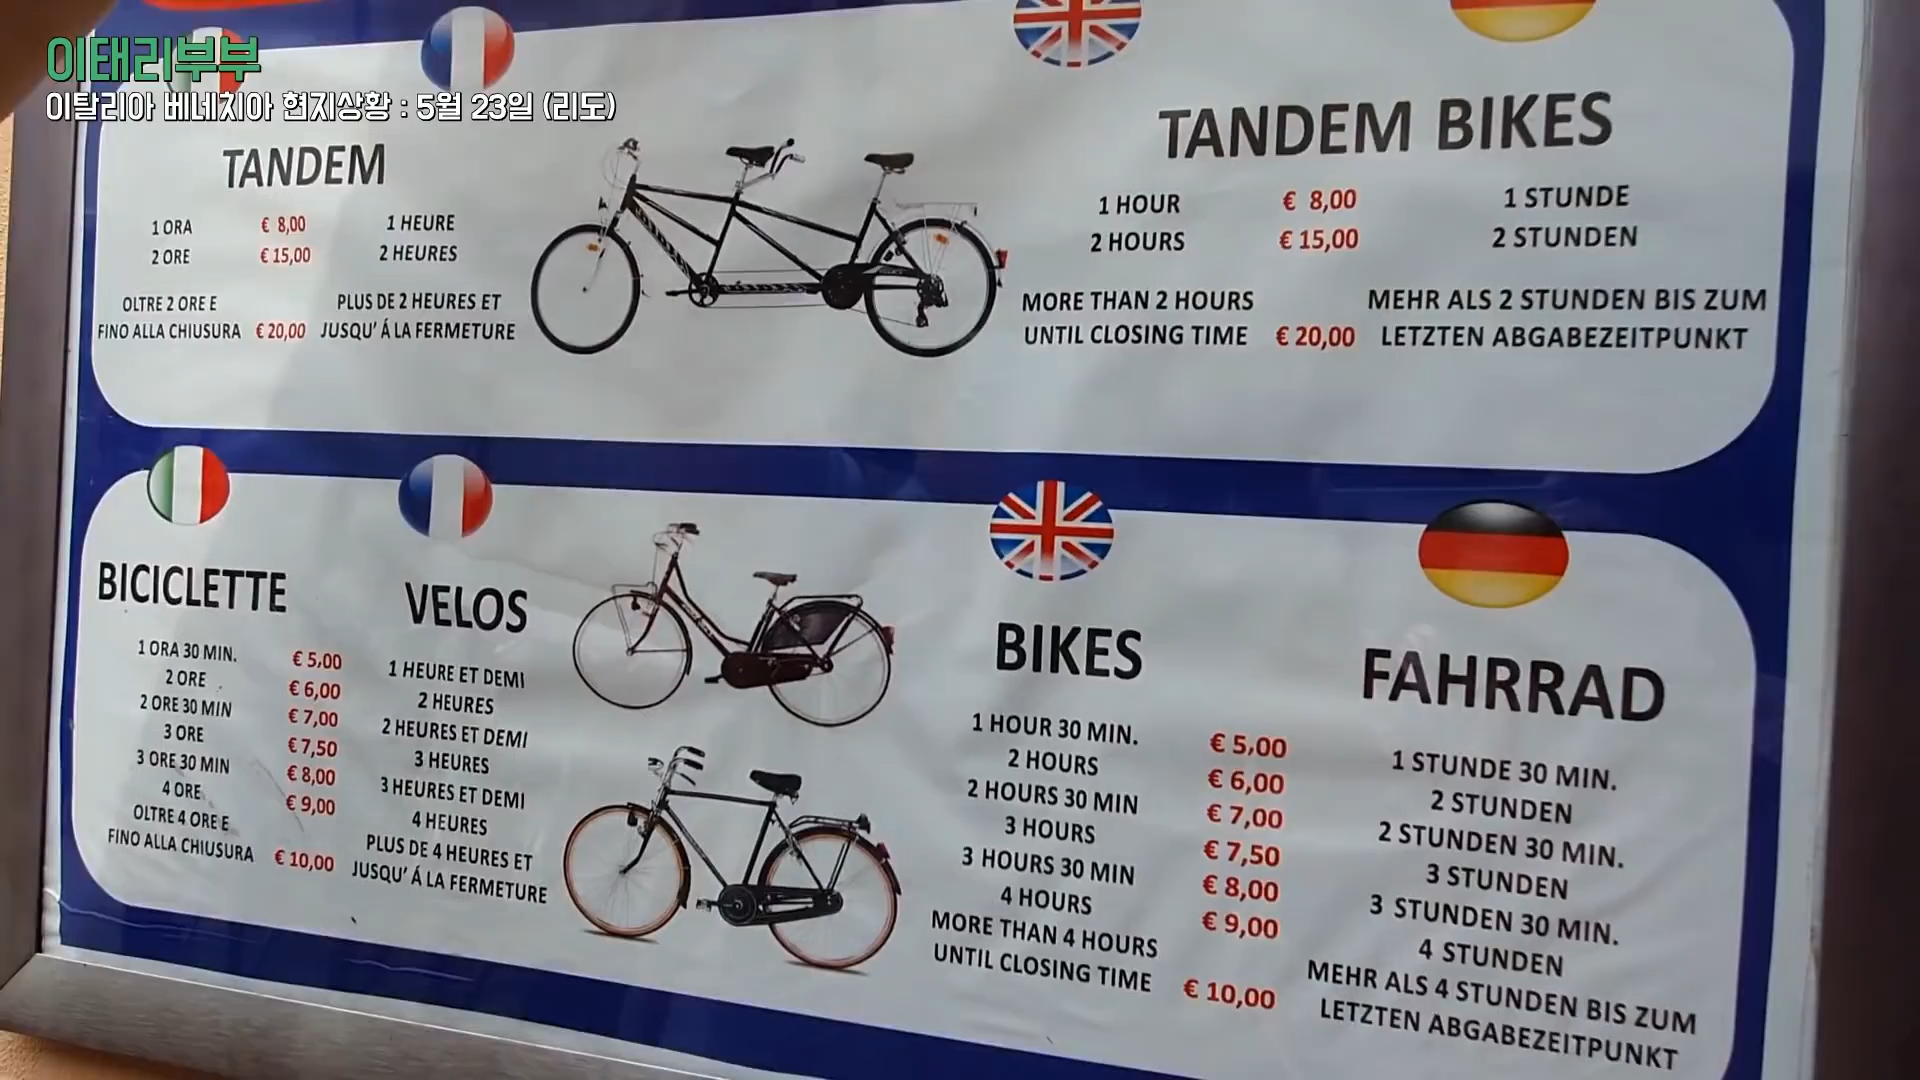 이태리부부
이탈리아 베네치아 현지상황 : 5월 23일 (리도)
TANDEM
1 ORA € 8,00 1 HEURE
2 ORE € 15,00 2 HEURES
OLTRE 2 ORE E PLUS DE 2 HEURES ET
FINO ALLA CHIUSURA € 20,00 JUSQU' Á LA FERMETURE
TANDEM BIKES
1 HOUR € 8,00 1 STUNDE
2 HOURS € 15,00 2 STUNDEN
MORE THAN 2 HOURS MEHR ALS 2 STUNDEN BIS ZUM
UNTIL CLOSING TIME € 20,00 LETZTEN ABGABEZEITPUNKT
BICICLETTE VELOS
1 ORA 30 MIN. € 5,00 1 HEURE ET DEMI
2 ORE € 6,00 2 HEURES
2 ORE 30 MIN € 7,00 2 HEURES ET DEMI
3 ORE € 7,50 3 HEURES
3 ORE 30 MIN € 8,00 3 HEURES ET DEMI
4 ORE € 9,00 4 HEURES
OLTRE 4 ORE E PLUS DE 4 HEURES ET
FINO ALLA CHIUSURA € 10,00 JUSQU' Á LA FERMETURE
BIKES FAHRRAD
1 HOUR 30 MIN. € 5,00 1 STUNDE 30 MIN.
2 HOURS € 6,00 2 STUNDEN
2 HOURS 30 MIN € 7,00 2 STUNDEN 30 MIN.
3 HOURS € 7,50 3 STUNDEN
3 HOURS 30 MIN € 8,00 3 STUNDEN 30 MIN.
4 HOURS € 9,00 4 STUNDEN
MORE THAN 4 HOURS MEHR ALS 4 STUNDEN BIS ZUM
UNTIL CLOSING TIME € 10,00 LETZTEN ABGABEZEITPUNKT